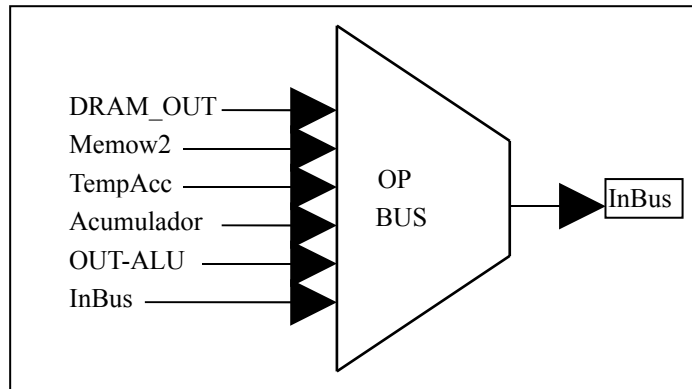 DRAM_OUT
Memow2
TempAcc
Acumulador
OUT-ALU
InBus
OP
BUS
InBus